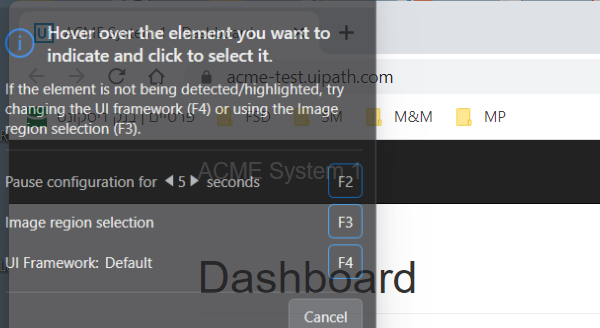 Hover over the element you want to
indicate and click to select it.
acme-test.uipath.com
If the element is not being detected/highlighted, try
changing the UI framework (F4) or using the Image
region selection (F3).
פרטיים | בנק דיסקונט
FSD
SM
M&M
MP
ACME System 1
Pause configuration for 5 seconds F2
Image region selection F3
UI Framework: Default F4
Dashboard
Cancel